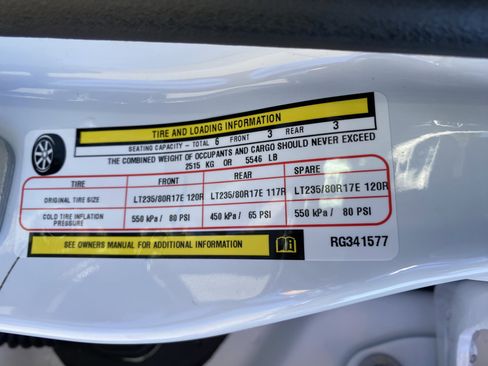 TIRE AND LOADING INFORMATION
SEATING CAPACITY - TOTAL 6 FRONT 3 REAR 3
THE COMBINED WEIGHT OF OCCUPANTS AND CARGO SHOULD NEVER EXCEED
2515 KG OR 5546 LB
TIRE FRONT REAR SPARE
ORIGINAL TIRE SIZE LT235/80R17E 120R LT235/80R17E 117R LT235/80R17E 120R
COLD TIRE INFLATION PRESSURE 550 kPa / 80 PSI 450 kPa / 65 PSI 550 kPa / 80 PSI
SEE OWNERS MANUAL FOR ADDITIONAL INFORMATION RG341577